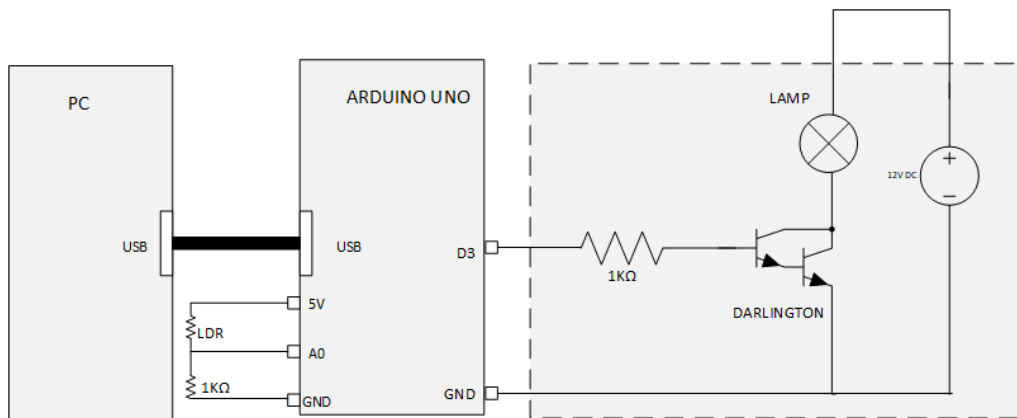 PC
ARDUINO UNO
LAMP
+
12V DC
−
USB
USB
D3
1KΩ
5V
LDR
DARLINGTON
A0
1KΩ
GND
GND